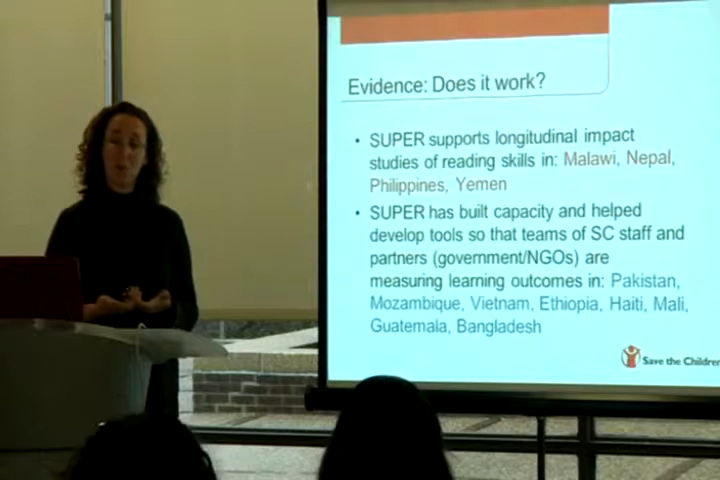 Evidence: Does it work?
• SUPER supports longitudinal impact
studies of reading skills in: Malawi, Nepal,
Philippines, Yemen
• SUPER has built capacity and helped
develop tools so that teams of SC staff and
partners (government/NGOs) are
measuring learning outcomes in: Pakistan,
Mozambique, Vietnam, Ethiopia, Haiti, Mali,
Guatemala, Bangladesh
Save the Children